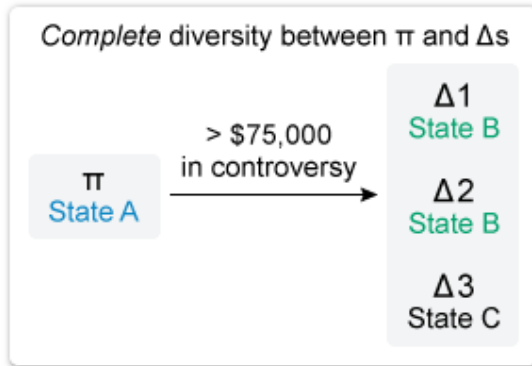 Complete diversity between π and Δs
> $75,000
in controversy
π
State A
Δ1
State B
Δ2
State B
Δ3
State C